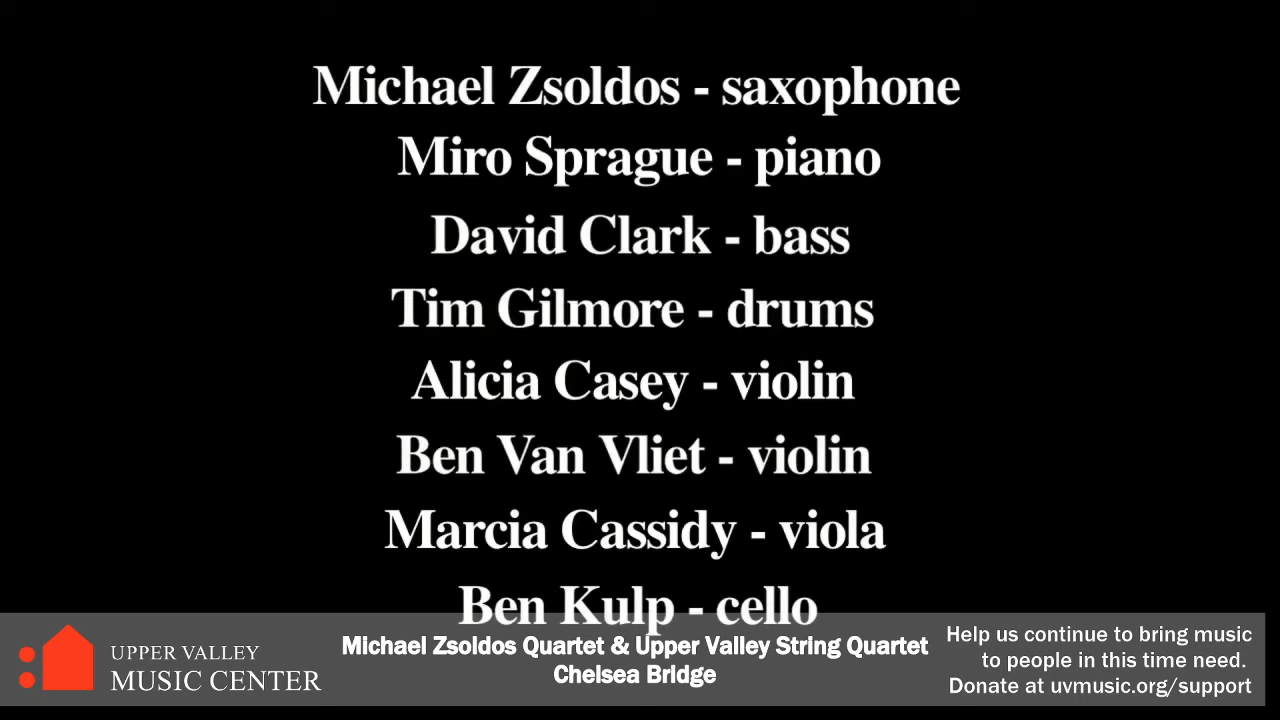 Michael Zsoldos - saxophone
Miro Sprague - piano
David Clark - bass
Tim Gilmore - drums
Alicia Casey - violin
Ben Van Vliet - violin
Marcia Cassidy - viola
Ben Kulp - cello
UPPER VALLEY
MUSIC CENTER
Michael Zsoldos Quartet & Upper Valley String Quartet
Chelsea Bridge
Help us continue to bring music
to people in this time need.
Donate at uvmusic.org/support